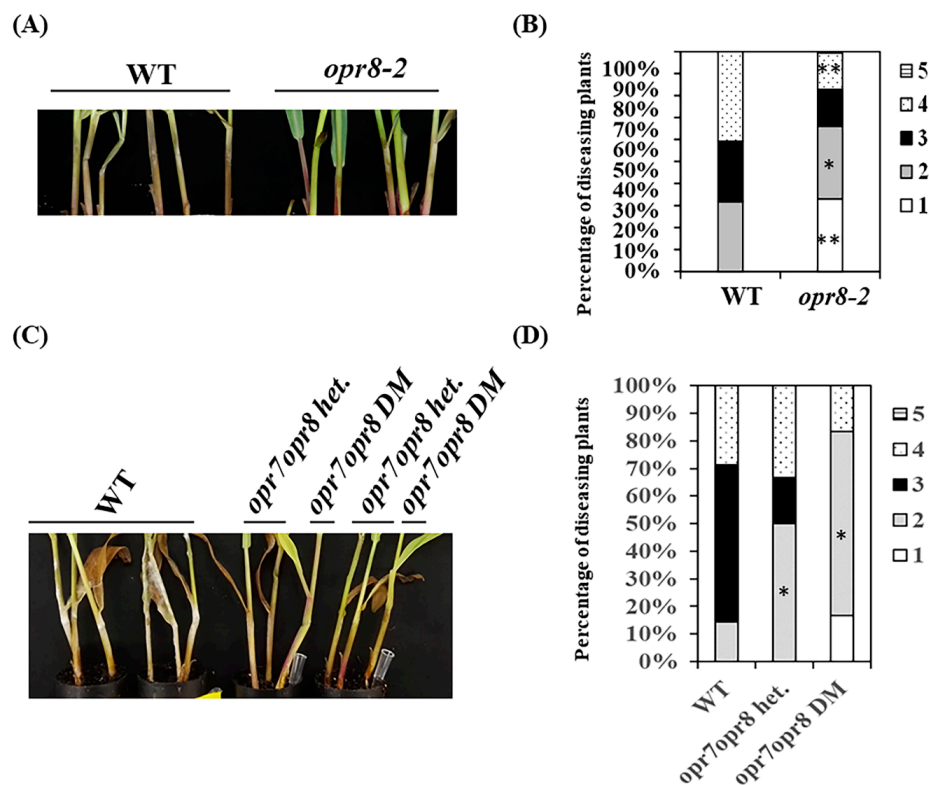 (A)
WT
opr8-2
(B)
Percentage of diseasing plants
100%
90%
80%
70%
60%
50%
40%
30%
20%
10%
0%
**
*
**
WT
opr8-2
5
4
3
2
1
(C)
WT
opr7opr8 het.
opr7opr8 DM
opr7opr8 het.
opr7opr8 DM
(D)
Percentage of diseasing plants
100%
90%
80%
70%
60%
50%
40%
30%
20%
10%
0%
*
*
WT
opr7opr8 het.
opr7opr8 DM
5
4
3
2
1